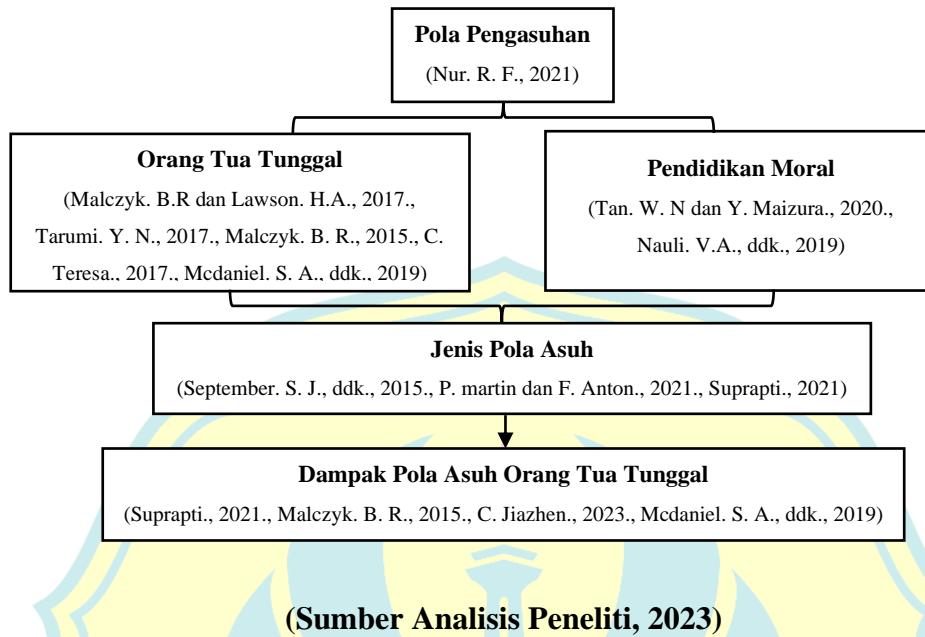 Pola Pengasuhan
(Nur. R. F., 2021)
Orang Tua Tunggal
(Malczyk. B.R dan Lawson. H.A., 2017.,
Tarumi. Y. N., 2017., Malczyk. B. R., 2015., C.
Teresa., 2017., Mcdaniel. S. A., ddk., 2019)
Pendidikan Moral
(Tan. W. N dan Y. Maizura., 2020.,
Nauli. V.A., ddk., 2019)
Jenis Pola Asuh
(September. S. J., ddk., 2015., P. martin dan F. Anton., 2021., Suprapti., 2021)
Dampak Pola Asuh Orang Tua Tunggal
(Suprapti., 2021., Malczyk. B. R., 2015., C. Jiazhen., 2023., Mcdaniel. S. A., ddk., 2019)
(Sumber Analisis Peneliti, 2023)